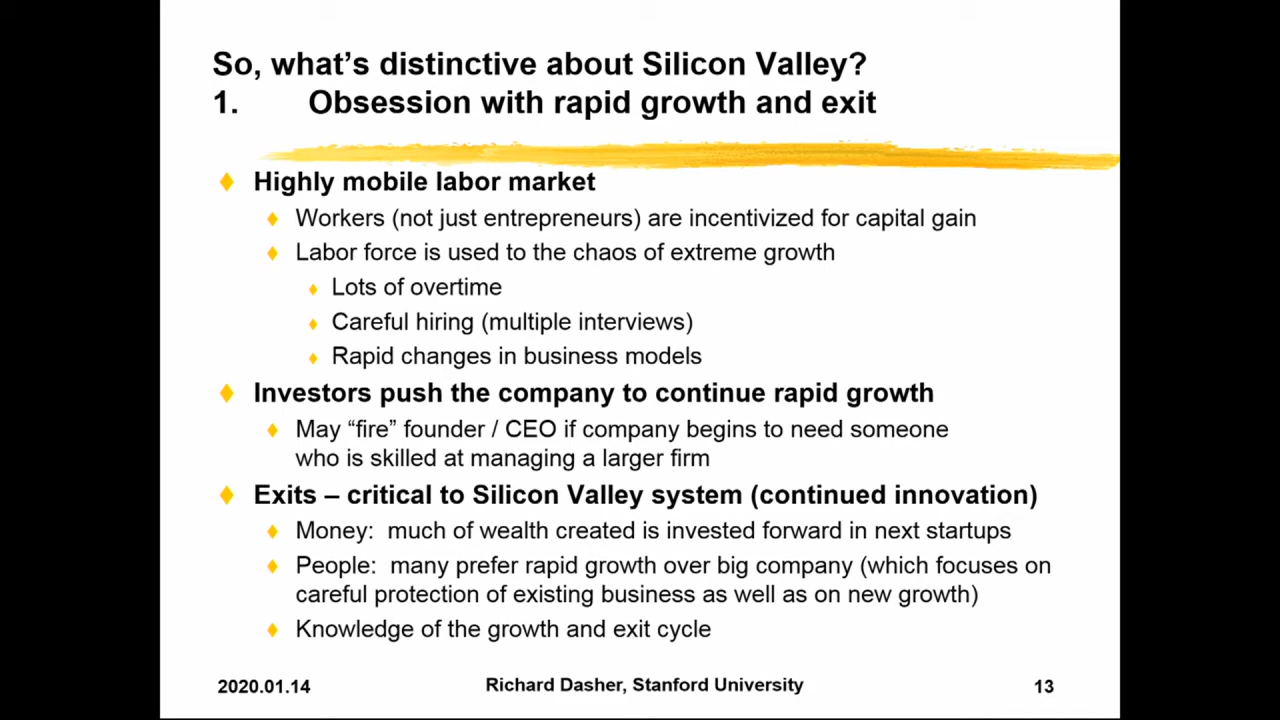 So, what's distinctive about Silicon Valley?
1. Obsession with rapid growth and exit
Highly mobile labor market
Workers (not just entrepreneurs) are incentivized for capital gain
Labor force is used to the chaos of extreme growth
Lots of overtime
Careful hiring (multiple interviews)
Rapid changes in business models
Investors push the company to continue rapid growth
May “fire” founder / CEO if company begins to need someone
who is skilled at managing a larger firm
Exits – critical to Silicon Valley system (continued innovation)
Money: much of wealth created is invested forward in next startups
People: many prefer rapid growth over big company (which focuses on
careful protection of existing business as well as on new growth)
Knowledge of the growth and exit cycle
2020.01.14 Richard Dasher, Stanford University 13